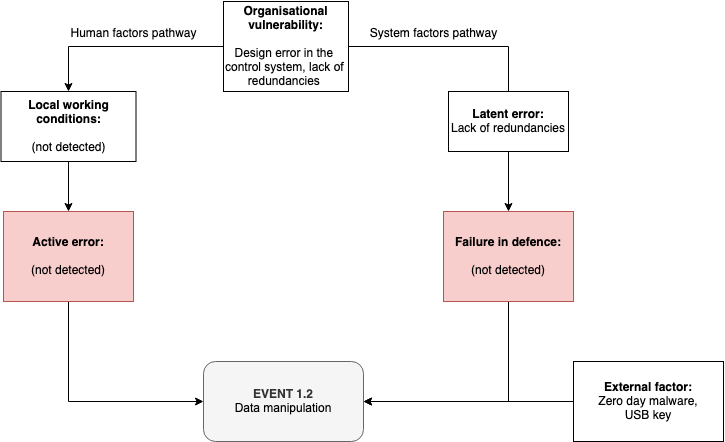 Organisational
vulnerability:
Design error in the
control system, lack of
redundancies
Human factors pathway
System factors pathway
Local working
conditions:
(not detected)
Latent error:
Lack of redundancies
Active error:
(not detected)
Failure in defence:
(not detected)
EVENT 1.2
Data manipulation
External factor:
Zero day malware,
USB key